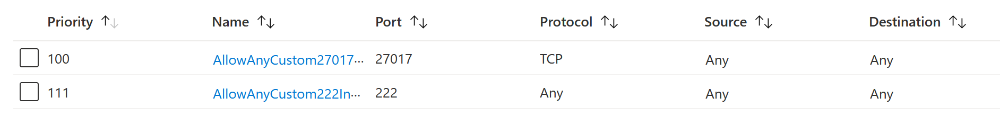 Priority ↑↓ Name ↑↓ Port ↑↓ Protocol ↑↓ Source ↑↓ Destination ↑↓
100 AllowAnyCustom27017··· 27017 TCP Any Any
111 AllowAnyCustom222In··· 222 Any Any Any